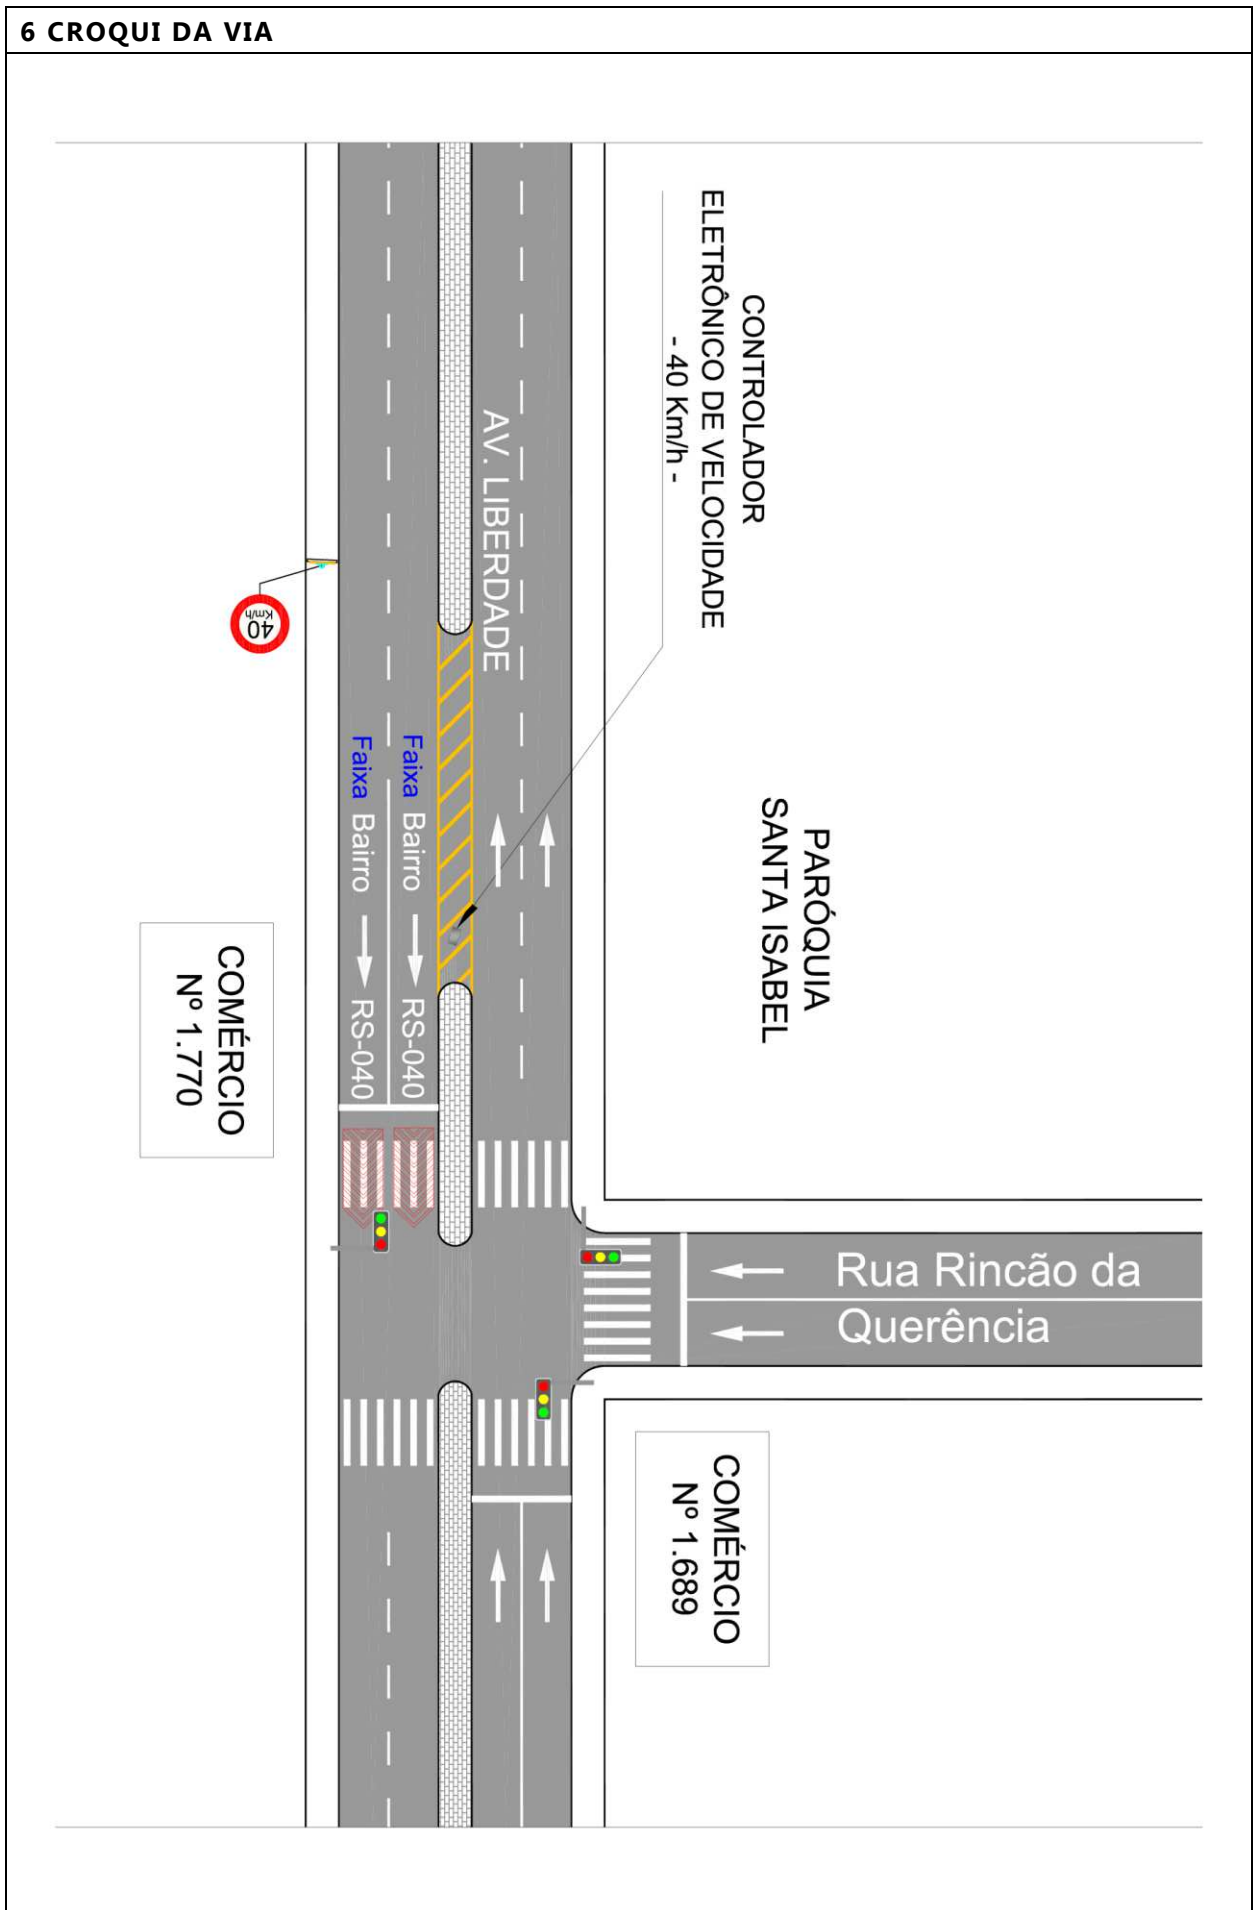 6 CROQUI DA VIA
CONTROLADOR
ELETRÔNICO DE VELOCIDADE
- 40 Km/h -
AV. LIBERDADE
40
Km/h
PARÓQUIA
SANTA ISABEL
Faixa Bairro RS-040
Faixa Bairro RS-040
COMÉRCIO
Nº 1.770
Rua Rincão da
Querência
COMÉRCIO
Nº 1.689